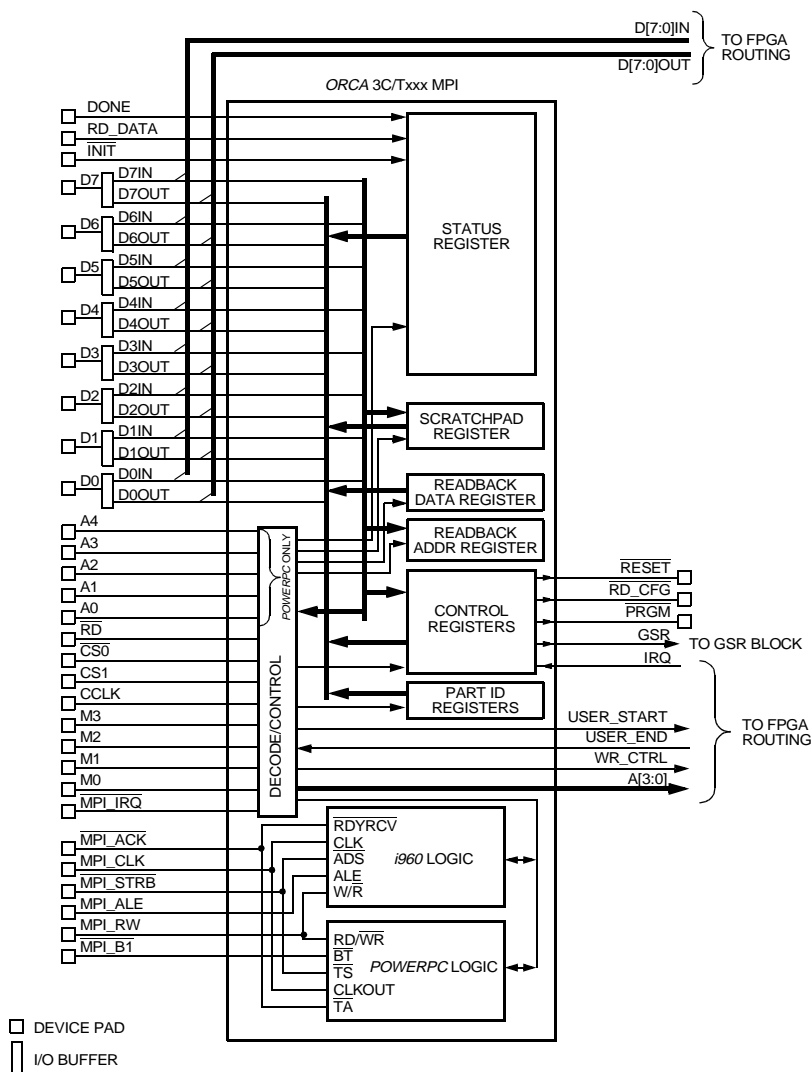 D[7:0]IN
D[7:0]OUT
TO FPGA
ROUTING
ORCA 3C/Txxx MPI
DONE
RD_DATA
INIT
D7
D7IN
D7OUT
D6
D6IN
D6OUT
D5
D5IN
D5OUT
D4
D4IN
D4OUT
D3
D3IN
D3OUT
D2
D2IN
D2OUT
D1
D1IN
D1OUT
D0
D0IN
D0OUT
STATUS
REGISTER
SCRATCHPAD
REGISTER
READBACK
DATA REGISTER
READBACK
ADDR REGISTER
CONTROL
REGISTERS
PART ID
REGISTERS
A4
A3
A2
A1
A0
RD
CS0
CS1
CCLK
M3
M2
M1
M0
MPI_IRQ
POWERPC ONLY
DECODE/CONTROL
RESET
RD_CFG
PRGM
GSR
TO GSR BLOCK
IRQ
USER_START
USER_END
WR_CTRL
A[3:0]
TO FPGA
ROUTING
MPI_ACK
MPI_CLK
MPI_STRB
MPI_ALE
MPI_RW
MPI_B1
RDYRCV
CLK
ADS
ALE
W/R
i960 LOGIC
RD/WR
BT
TS
CLKOUT
TA
POWERPC LOGIC
DEVICE PAD
I/O BUFFER